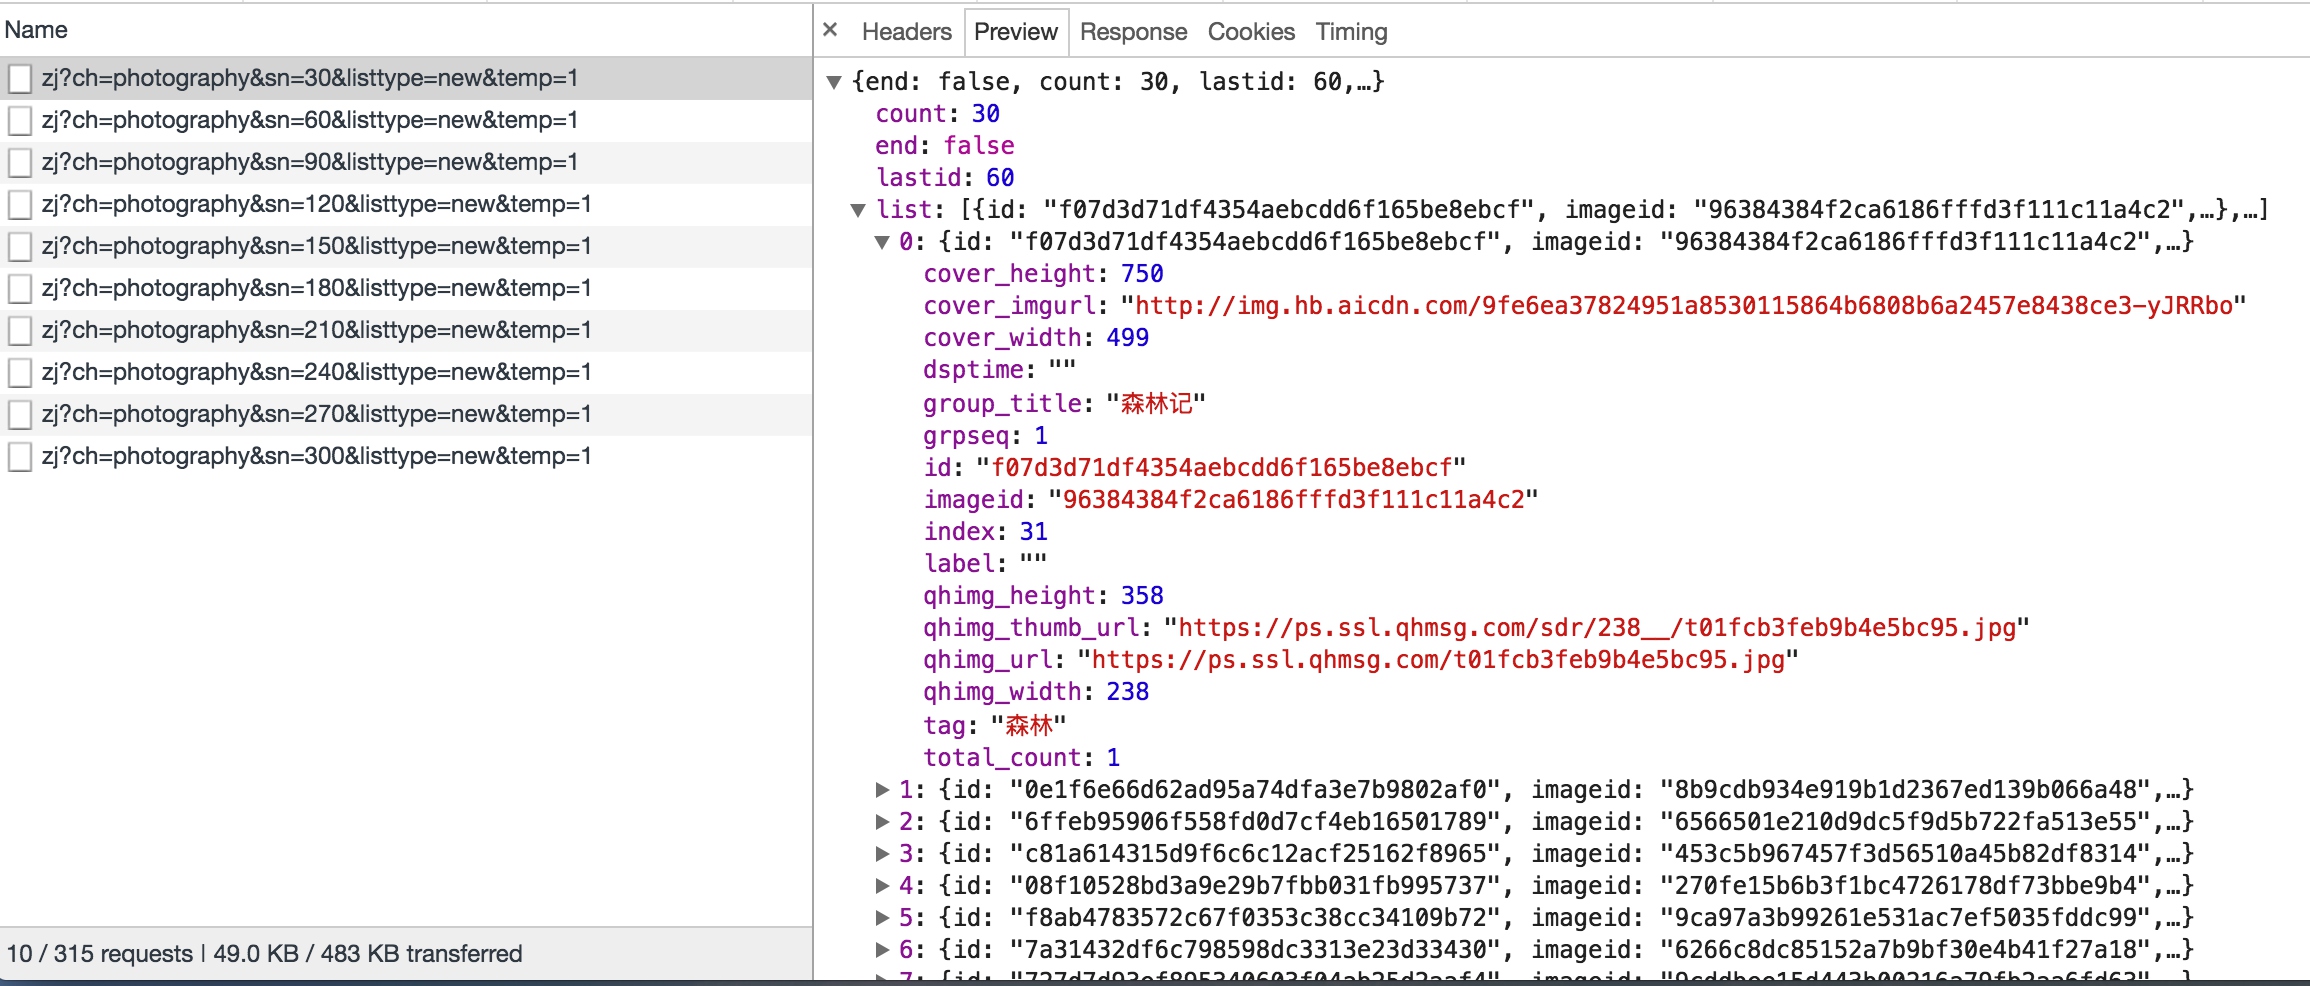 Name
zj?ch=photography&sn=30&listtype=new&temp=1
zj?ch=photography&sn=60&listtype=new&temp=1
zj?ch=photography&sn=90&listtype=new&temp=1
zj?ch=photography&sn=120&listtype=new&temp=1
zj?ch=photography&sn=150&listtype=new&temp=1
zj?ch=photography&sn=180&listtype=new&temp=1
zj?ch=photography&sn=210&listtype=new&temp=1
zj?ch=photography&sn=240&listtype=new&temp=1
zj?ch=photography&sn=270&listtype=new&temp=1
zj?ch=photography&sn=300&listtype=new&temp=1
10 / 315 requests | 49.0 KB / 483 KB transferred
× Headers Preview Response Cookies Timing
▼ {end: false, count: 30, lastid: 60,…}
count: 30
end: false
lastid: 60
▼ list: [{id: "f07d3d71df4354aebcdd6f165be8ebcf", imageid: "96384384f2ca6186fffd3f111c11a4c2",…},…]
▼ 0: {id: "f07d3d71df4354aebcdd6f165be8ebcf", imageid: "96384384f2ca6186fffd3f111c11a4c2",…}
cover_height: 750
cover_imgurl: "http://img.hb.aicdn.com/9fe6ea37824951a8530115864b6808b6a2457e8438ce3-yJRRbo"
cover_width: 499
dsptime: ""
group_title: "森林记"
grpseq: 1
id: "f07d3d71df4354aebcdd6f165be8ebcf"
imageid: "96384384f2ca6186fffd3f111c11a4c2"
index: 31
label: ""
qhimg_height: 358
qhimg_thumb_url: "https://ps.ssl.qhmsg.com/sdr/238__/t01fcb3feb9b4e5bc95.jpg"
qhimg_url: "https://ps.ssl.qhmsg.com/t01fcb3feb9b4e5bc95.jpg"
qhimg_width: 238
tag: "森林"
total_count: 1
▶ 1: {id: "0e1f6e66d62ad95a74dfa3e7b9802af0", imageid: "8b9cdb934e919b1d2367ed139b066a48",…}
▶ 2: {id: "6ffeb95906f558fd0d7cf4eb16501789", imageid: "6566501e210d9dc5f9d5b722fa513e55",…}
▶ 3: {id: "c81a614315d9f6c6c12acf25162f8965", imageid: "453c5b967457f3d56510a45b82df8314",…}
▶ 4: {id: "08f10528bd3a9e29b7fbb031fb995737", imageid: "270fe15b6b3f1bc4726178df73bbe9b4",…}
▶ 5: {id: "f8ab4783572c67f0353c38cc34109b72", imageid: "9ca97a3b99261e531ac7ef5035fddc99",…}
▶ 6: {id: "7a31432df6c798598dc3313e23d33430", imageid: "6266c8dc85152a7b9bf30e4b41f27a18",…}